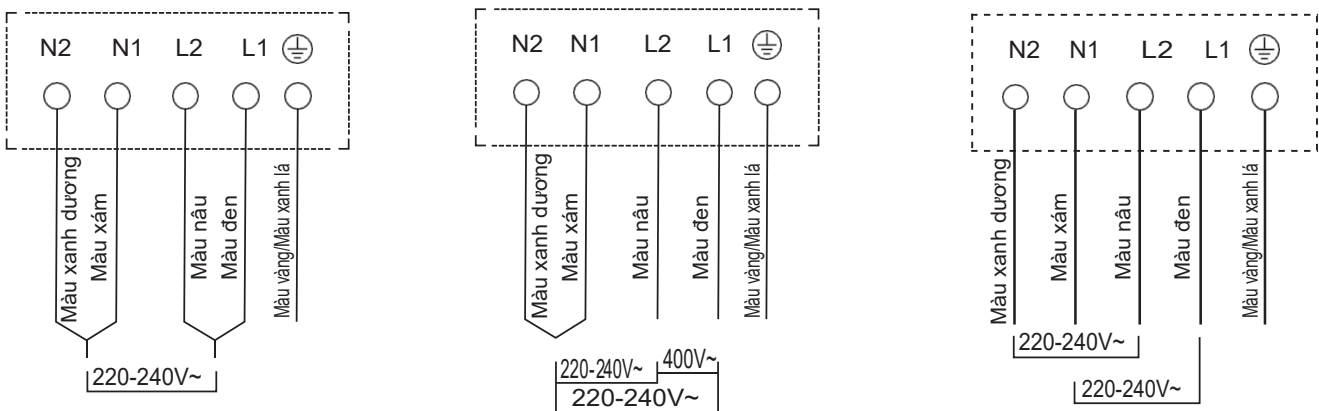 N2 N1 L2 L1
Màu xanh dương
Màu xám
Màu nâu
Màu đen
Màu vàng/Màu xanh lá
220-240V~
N2 N1 L2 L1
Màu xanh dương
Màu xám
Màu nâu
Màu đen
Màu vàng/Màu xanh lá
220-240V~ 400V~
220-240V~
N2 N1 L2 L1
Màu xanh dương
Màu xám
Màu nâu
Màu đen
Màu vàng/Màu xanh lá
220-240V~
220-240V~